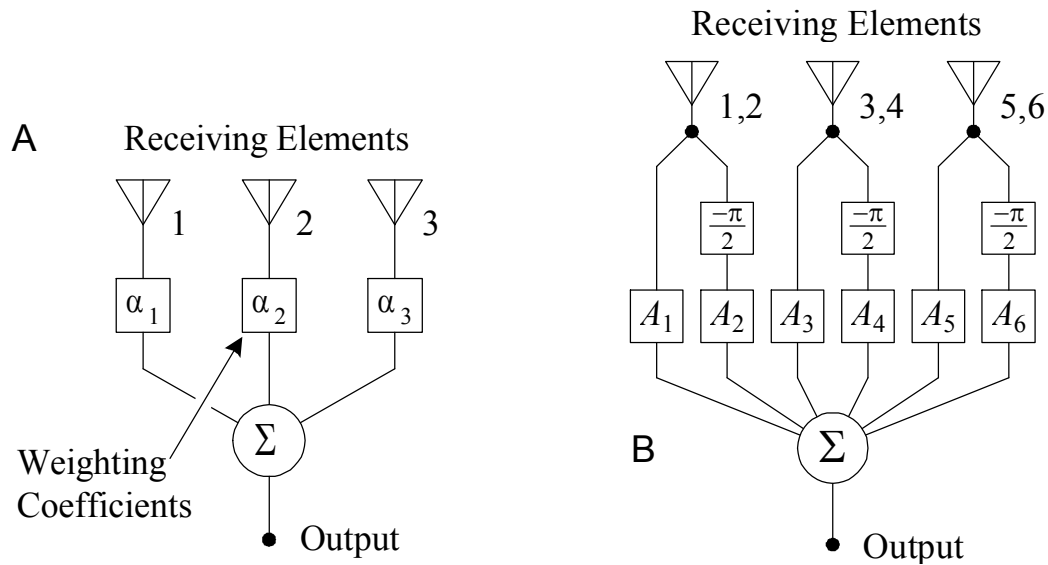 A
Receiving Elements
1 2 3
α1 α2 α3
Σ
Weighting
Coefficients
Output
Receiving Elements
1,2 3,4 5,6
-π/2 -π/2 -π/2
A1 A2 A3 A4 A5 A6
Σ
B
Output